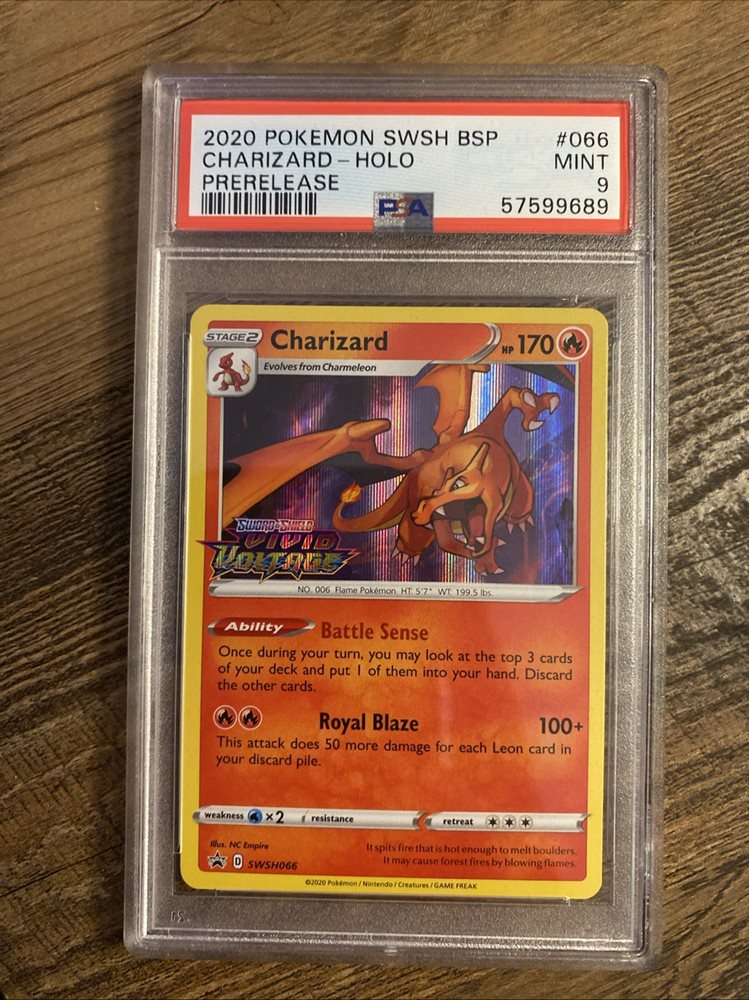 2020 POKEMON SWSH BSP #066
CHARIZARD-HOLO MINT
PRERELEASE 9
PSA 57599689
STAGE2 Charizard HP 170
Evolves from Charmeleon
SWORD & SHIELD
VIVID
VOLTAGE
NO. 006 Flame Pokémon HT: 5'7" WT: 199.5 lbs.
Ability Battle Sense
Once during your turn, you may look at the top 3 cards
of your deck and put 1 of them into your hand. Discard
the other cards.
Royal Blaze 100+
This attack does 50 more damage for each Leon card in
your discard pile.
weakness ×2 resistance retreat
Illus. NC Empire
It spits fire that is hot enough to melt boulders.
It may cause forest fires by blowing flames.
D SWSH066
©2020 Pokémon / Nintendo / Creatures / GAME FREAK